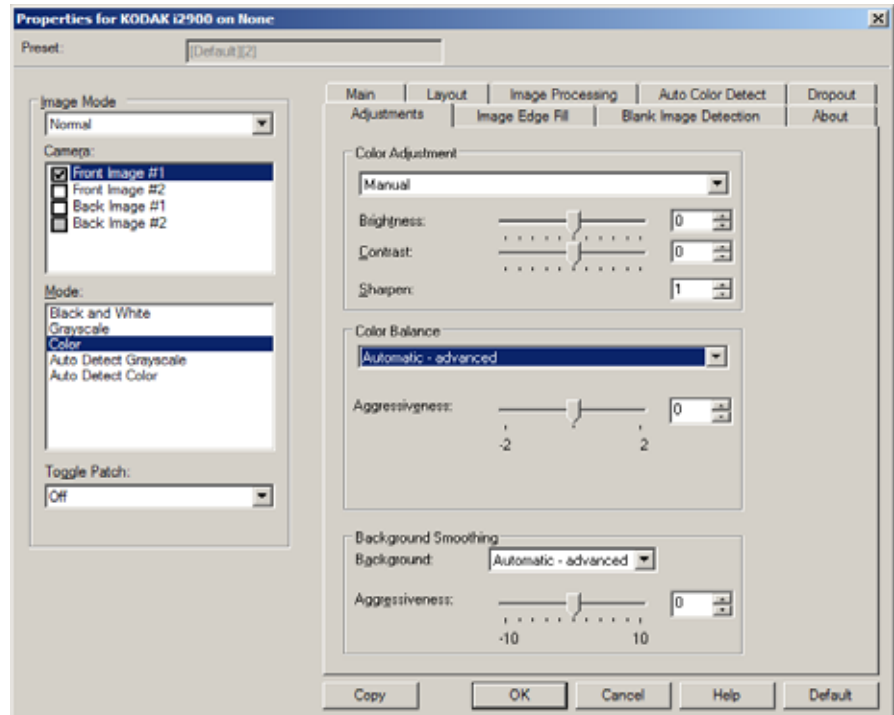 Properties for KODAK i2900 on None
Preset:
[Default][2]
Image Mode
Normal
Camera:
Front Image #1
Front Image #2
Back Image #1
Back Image #2
Mode:
Black and White
Grayscale
Color
Auto Detect Grayscale
Auto Detect Color
Toggle Patch:
Off
Main
Layout
Image Processing
Auto Color Detect
Dropout
Adjustments
Image Edge Fill
Blank Image Detection
About
Color Adjustment
Manual
Brightness:
0
Contrast:
0
Sharpen:
1
Color Balance
Automatic - advanced
Aggressiveness:
0
-2 2
Background Smoothing
Background:
Automatic - advanced
Aggressiveness:
0
-10 10
Copy
OK
Cancel
Help
Default